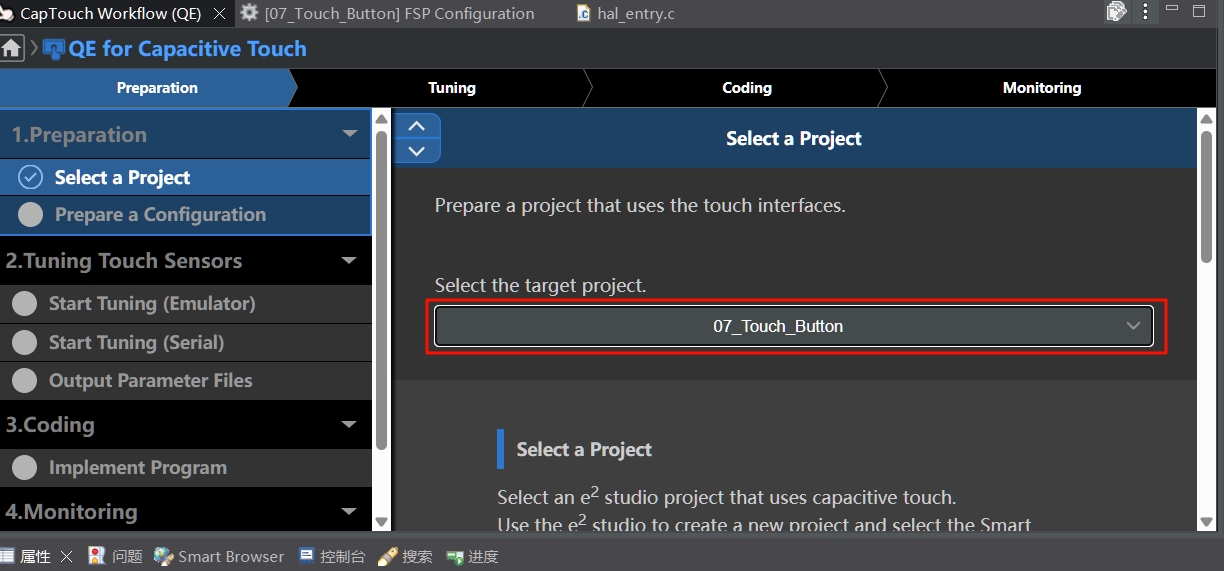 CapTouch Workflow (QE) [07_Touch_Button] FSP Configuration hal_entry.c
QE for Capacitive Touch
Preparation Tuning Coding Monitoring
1.Preparation
Select a Project
Prepare a Configuration
2.Tuning Touch Sensors
Start Tuning (Emulator)
Start Tuning (Serial)
Output Parameter Files
3.Coding
Implement Program
4.Monitoring
Select a Project
Prepare a project that uses the touch interfaces.
Select the target project.
07_Touch_Button
Select a Project
Select an e2 studio project that uses capacitive touch.
Use the e2 studio to create a new project and select the Smart
属性 问题 Smart Browser 控制台 搜索 进度